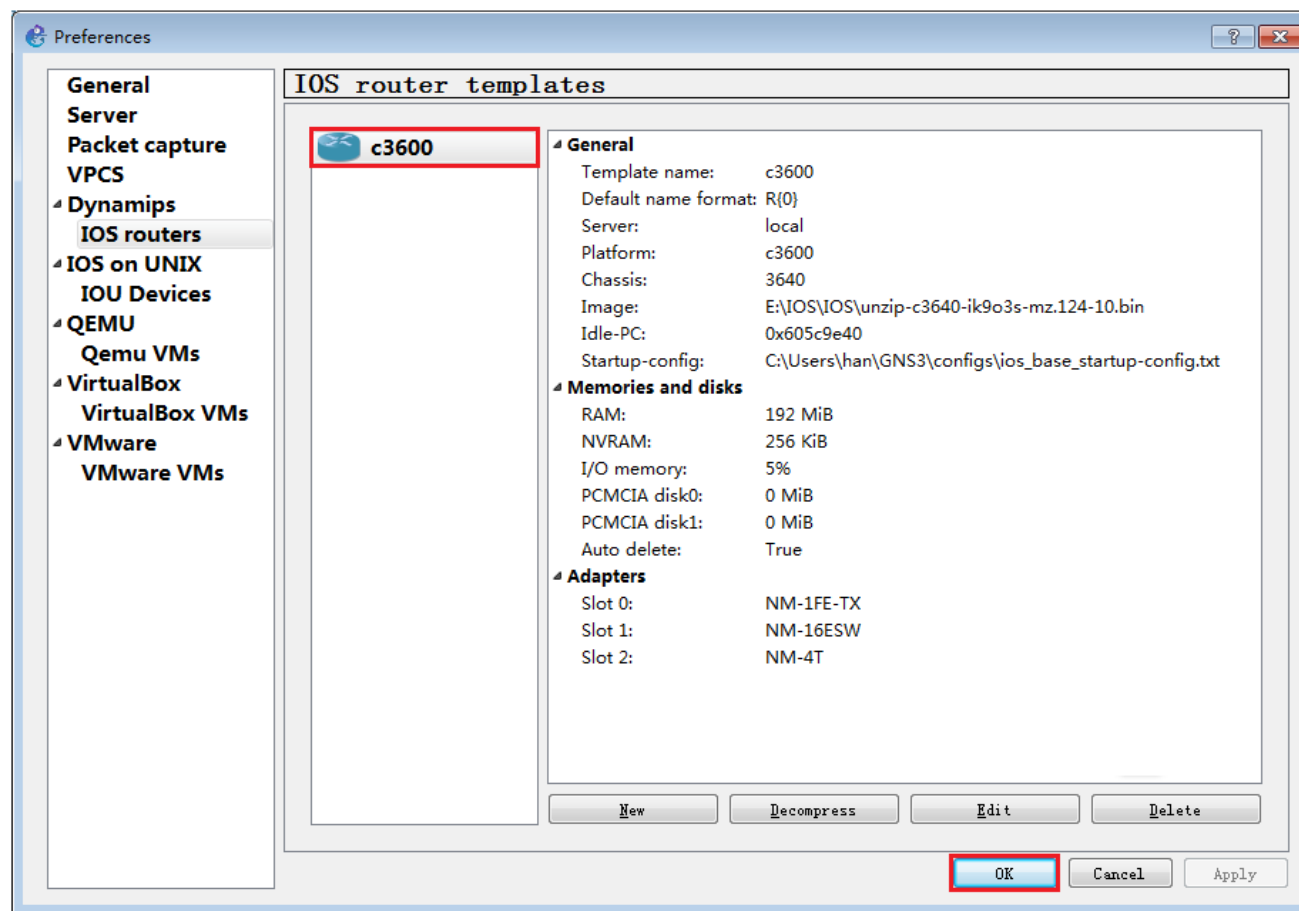 Preferences
General
Server
Packet capture
VPCS
Dynamips
IOS routers
IOS on UNIX
IOU Devices
QEMU
Qemu VMs
VirtualBox
VirtualBox VMs
VMware
VMware VMs
IOS router templates
c3600
General
Template name: c3600
Default name format: R{0}
Server: local
Platform: c3600
Chassis: 3640
Image: E:\IOS\IOS\unzip-c3640-ik9o3s-mz.124-10.bin
Idle-PC: 0x605c9e40
Startup-config: C:\Users\han\GNS3\configs\ios_base_startup-config.txt
Memories and disks
RAM: 192 MiB
NVRAM: 256 KiB
I/O memory: 5%
PCMCIA disk0: 0 MiB
PCMCIA disk1: 0 MiB
Auto delete: True
Adapters
Slot 0: NM-1FE-TX
Slot 1: NM-16ESW
Slot 2: NM-4T
New Decompress Edit Delete
OK Cancel Apply